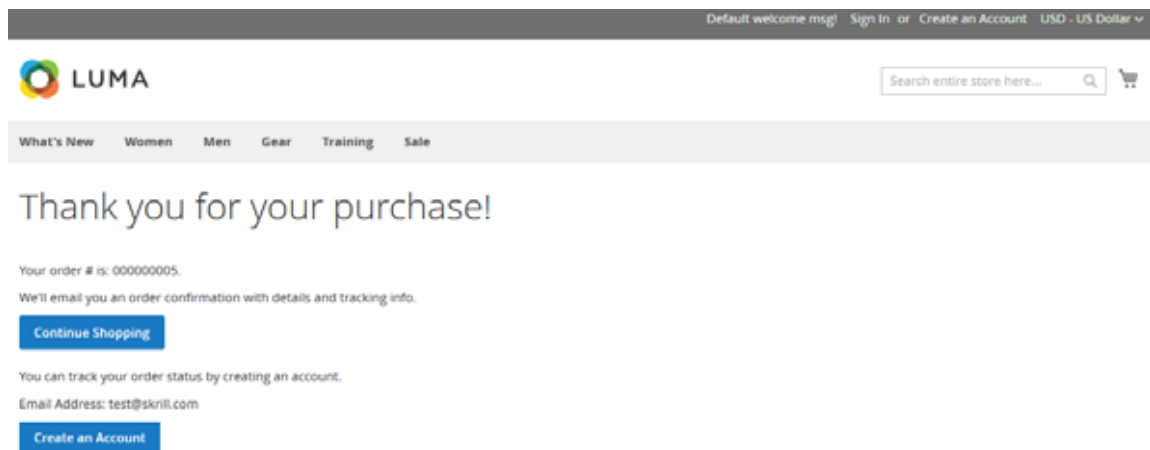 Default welcome msg! Sign In or Create an Account USD - US Dollar
LUMA
Search entire store here...
What's New Women Men Gear Training Sale
Thank you for your purchase!
Your order # is: 000000005.
We'll email you an order confirmation with details and tracking info.
Continue Shopping
You can track your order status by creating an account.
Email Address: test@skrill.com
Create an Account